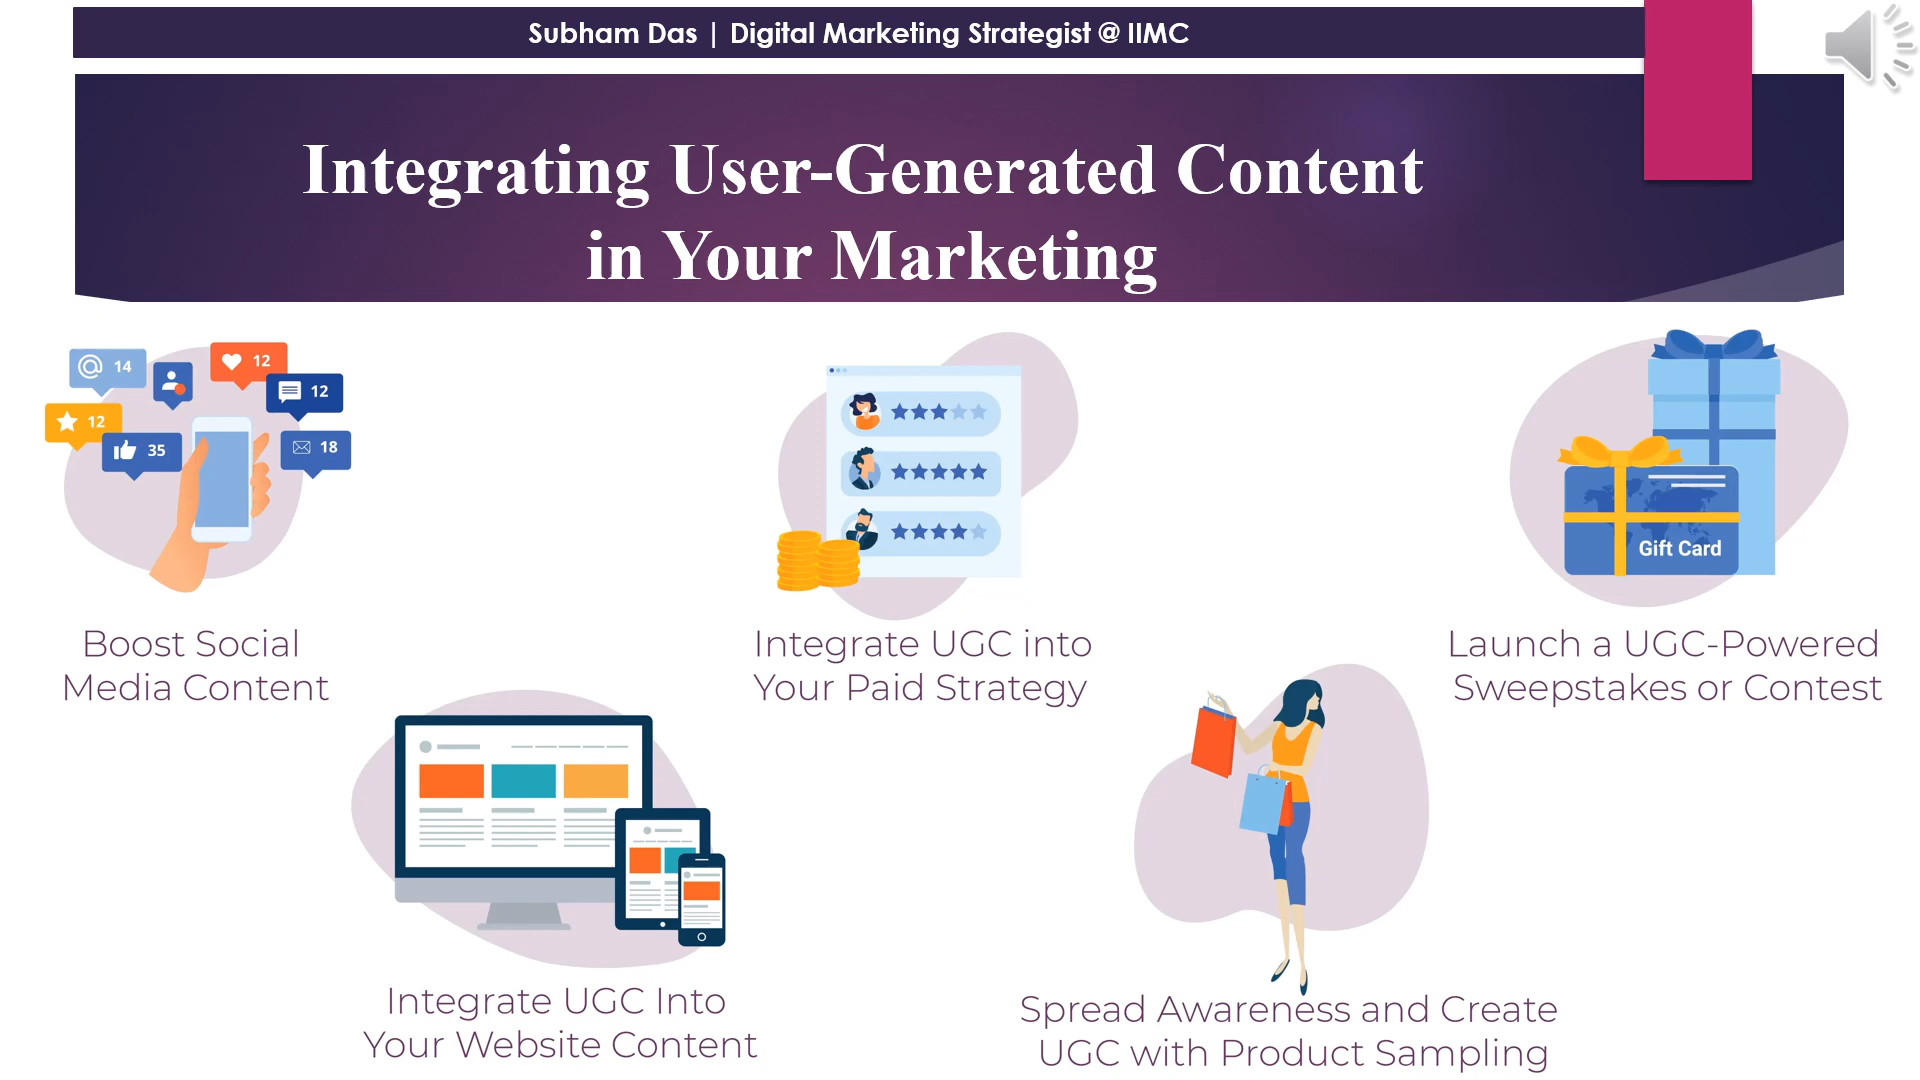 Subham Das | Digital Marketing Strategist @ IIMC
Integrating User-Generated Content
in Your Marketing
14
12
12
12
35
18
Gift Card
Boost Social
Media Content
Integrate UGC into
Your Paid Strategy
Launch a UGC-Powered
Sweepstakes or Contest
Integrate UGC Into
Your Website Content
Spread Awareness and Create
UGC with Product Sampling